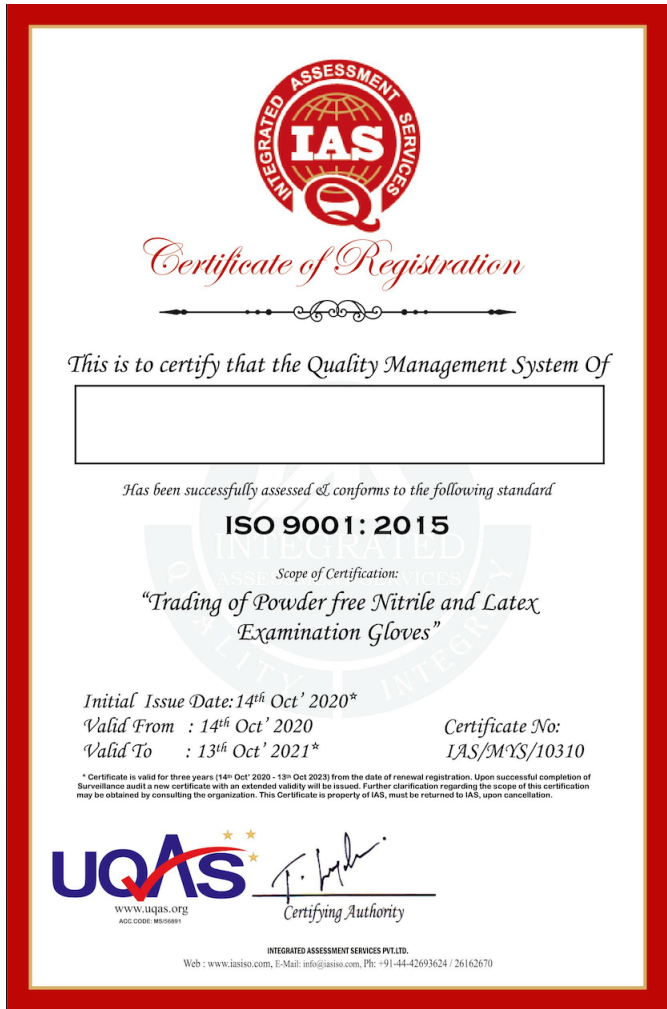 INTEGRATED ASSESSMENT SERVICES
IAS
Q
Certificate of Registration
This is to certify that the Quality Management System Of
Has been successfully assessed & conforms to the following standard
ISO 9001: 2015
INTEGRATED
ASSESSMENT SERVICES
QUALITY INTEGRITY
Scope of Certification:
“Trading of Powder free Nitrile and Latex
Examination Gloves”
Initial Issue Date:14th Oct’ 2020*
Valid From : 14th Oct’ 2020
Valid To : 13th Oct’ 2021*
Certificate No:
IAS/MYS/10310
* Certificate is valid for three years (14th Oct’ 2020 - 13th Oct 2023) from the date of renewal registration. Upon successful completion of
Surveillance audit a new certificate with an extended validity will be issued. Further clarification regarding the scope of this certification
may be obtained by consulting the organization. This Certificate is property of IAS, must be returned to IAS, upon cancellation.
UQAS
www.uqas.org
ACC.CODE: MS/56891
Certifying Authority
INTEGRATED ASSESSMENT SERVICES PVT.LTD.
Web : www.iasiso.com, E-Mail: info@iasiso.com, Ph: +91-44-42693624 / 26162670